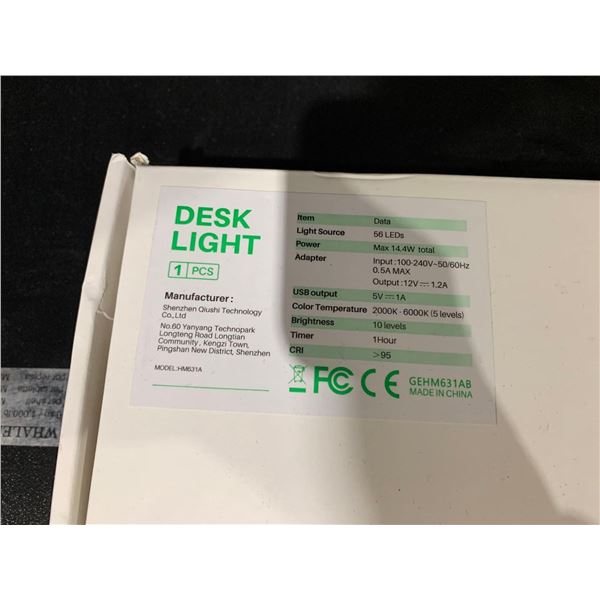 DESK
LIGHT
1 PCS
Manufacturer :
Shenzhen Qiushi Technology
Co,.Ltd
No.60 Yanyang Technopark
Longteng Road Longtian
Community , Kengzi Town,
Pingshan New District, Shenzhen
MODEL:HM631A
Item Data
Light Source 56 LEDs
Power Max 14.4W total
Adapter Input :100-240V~50/60Hz
0.5A MAX
Output :12V ⎓ 1.2A
USB output 5V ⎓ 1A
Color Temperature 2000K - 6000K (5 levels)
Brightness 10 levels
Timer 1Hour
CRI >95
FC CE
GEHM631AB
MADE IN CHINA
WHALE